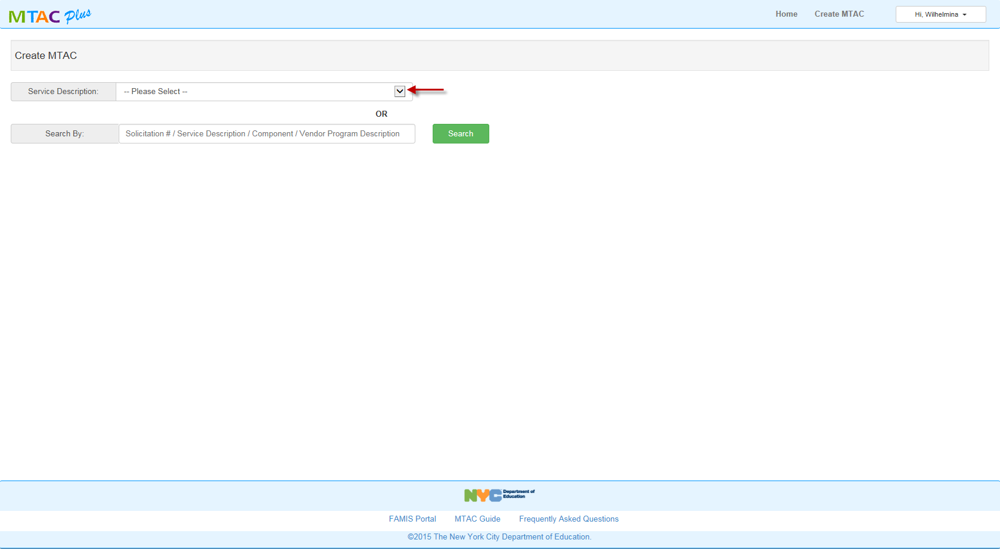 MTAC Plus Home Create MTAC Hi, Wilhelmina
Create MTAC
Service Description: -- Please Select --
OR
Search By: Solicitation # / Service Description / Component / Vendor Program Description Search
NYC Department of
Education
FAMIS Portal MTAC Guide Frequently Asked Questions
©2015 The New York City Department of Education.